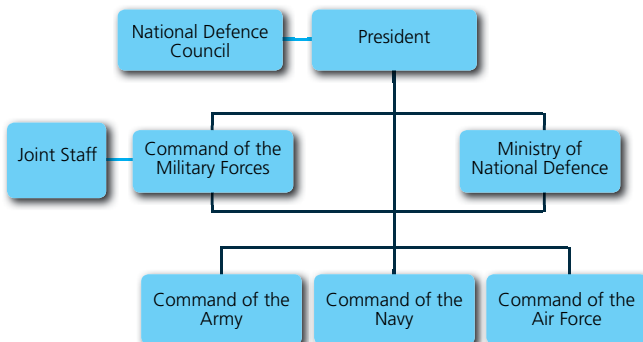 National Defence
Council
President
Joint Staff
Command of the
Military Forces
Ministry of
National Defence
Command of the
Army
Command of the
Navy
Command of the
Air Force